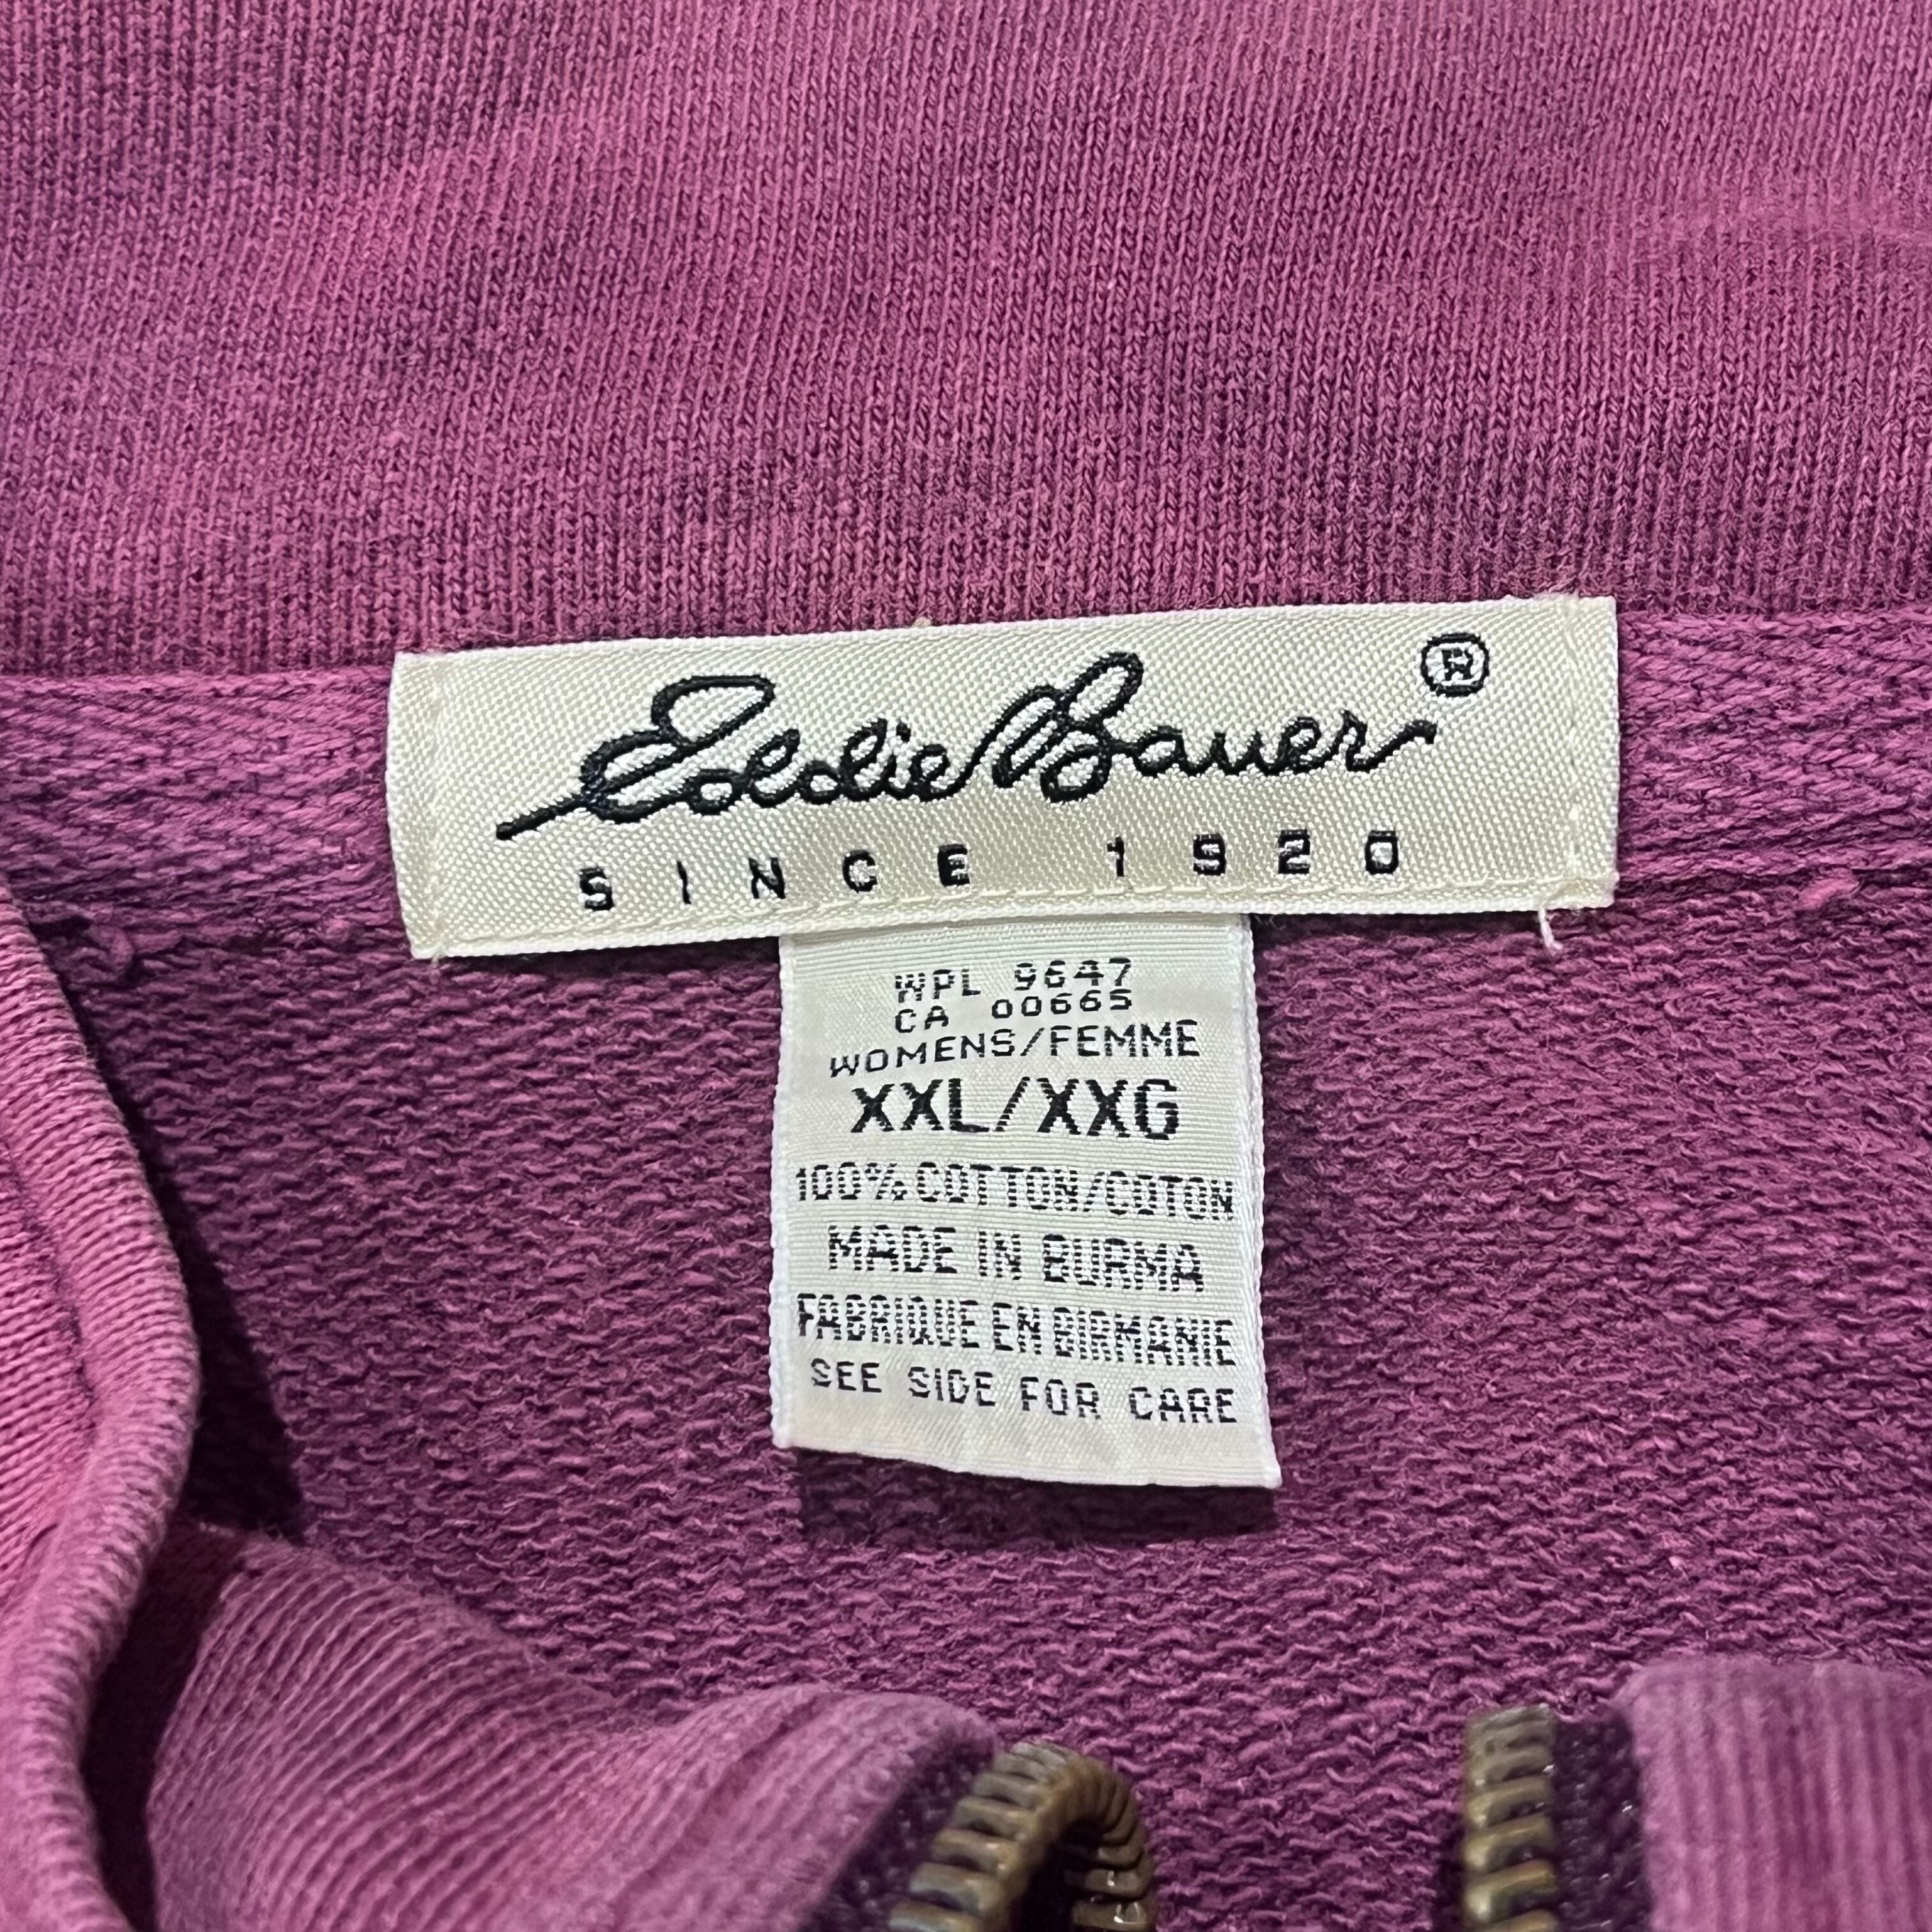 Eddie Bauer®
SINCE 1920
WPL 9647
CA 00665
WOMENS/FEMME
XXL/XXG
100% COTTON/COTON
MADE IN BURMA
FABRIQUE EN BIRMANIE
SEE SIDE FOR CARE